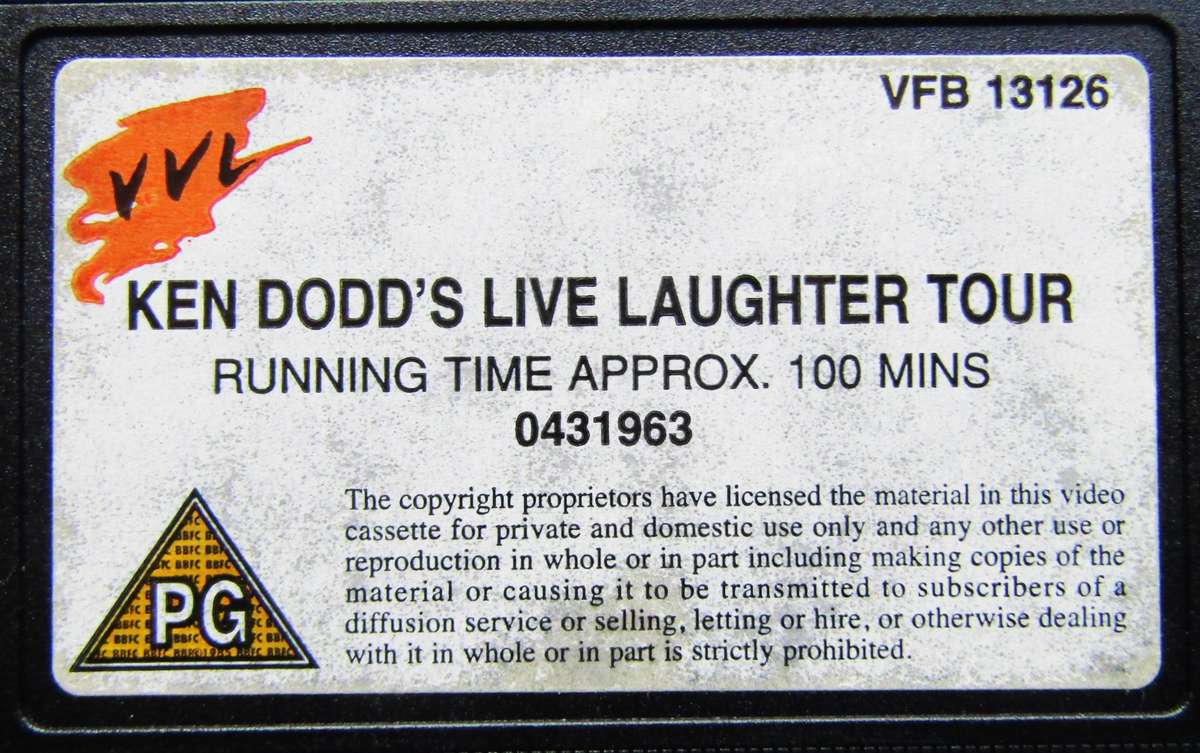 VFB 13126
VVL
KEN DODD'S LIVE LAUGHTER TOUR
RUNNING TIME APPROX. 100 MINS
0431963
The copyright proprietors have licensed the material in this video
cassette for private and domestic use only and any other use or
reproduction in whole or in part including making copies of the
material or causing it to be transmitted to subscribers of a
diffusion service or selling, letting or hire, or otherwise dealing
with it in whole or in part is strictly prohibited.
BBFC
PG